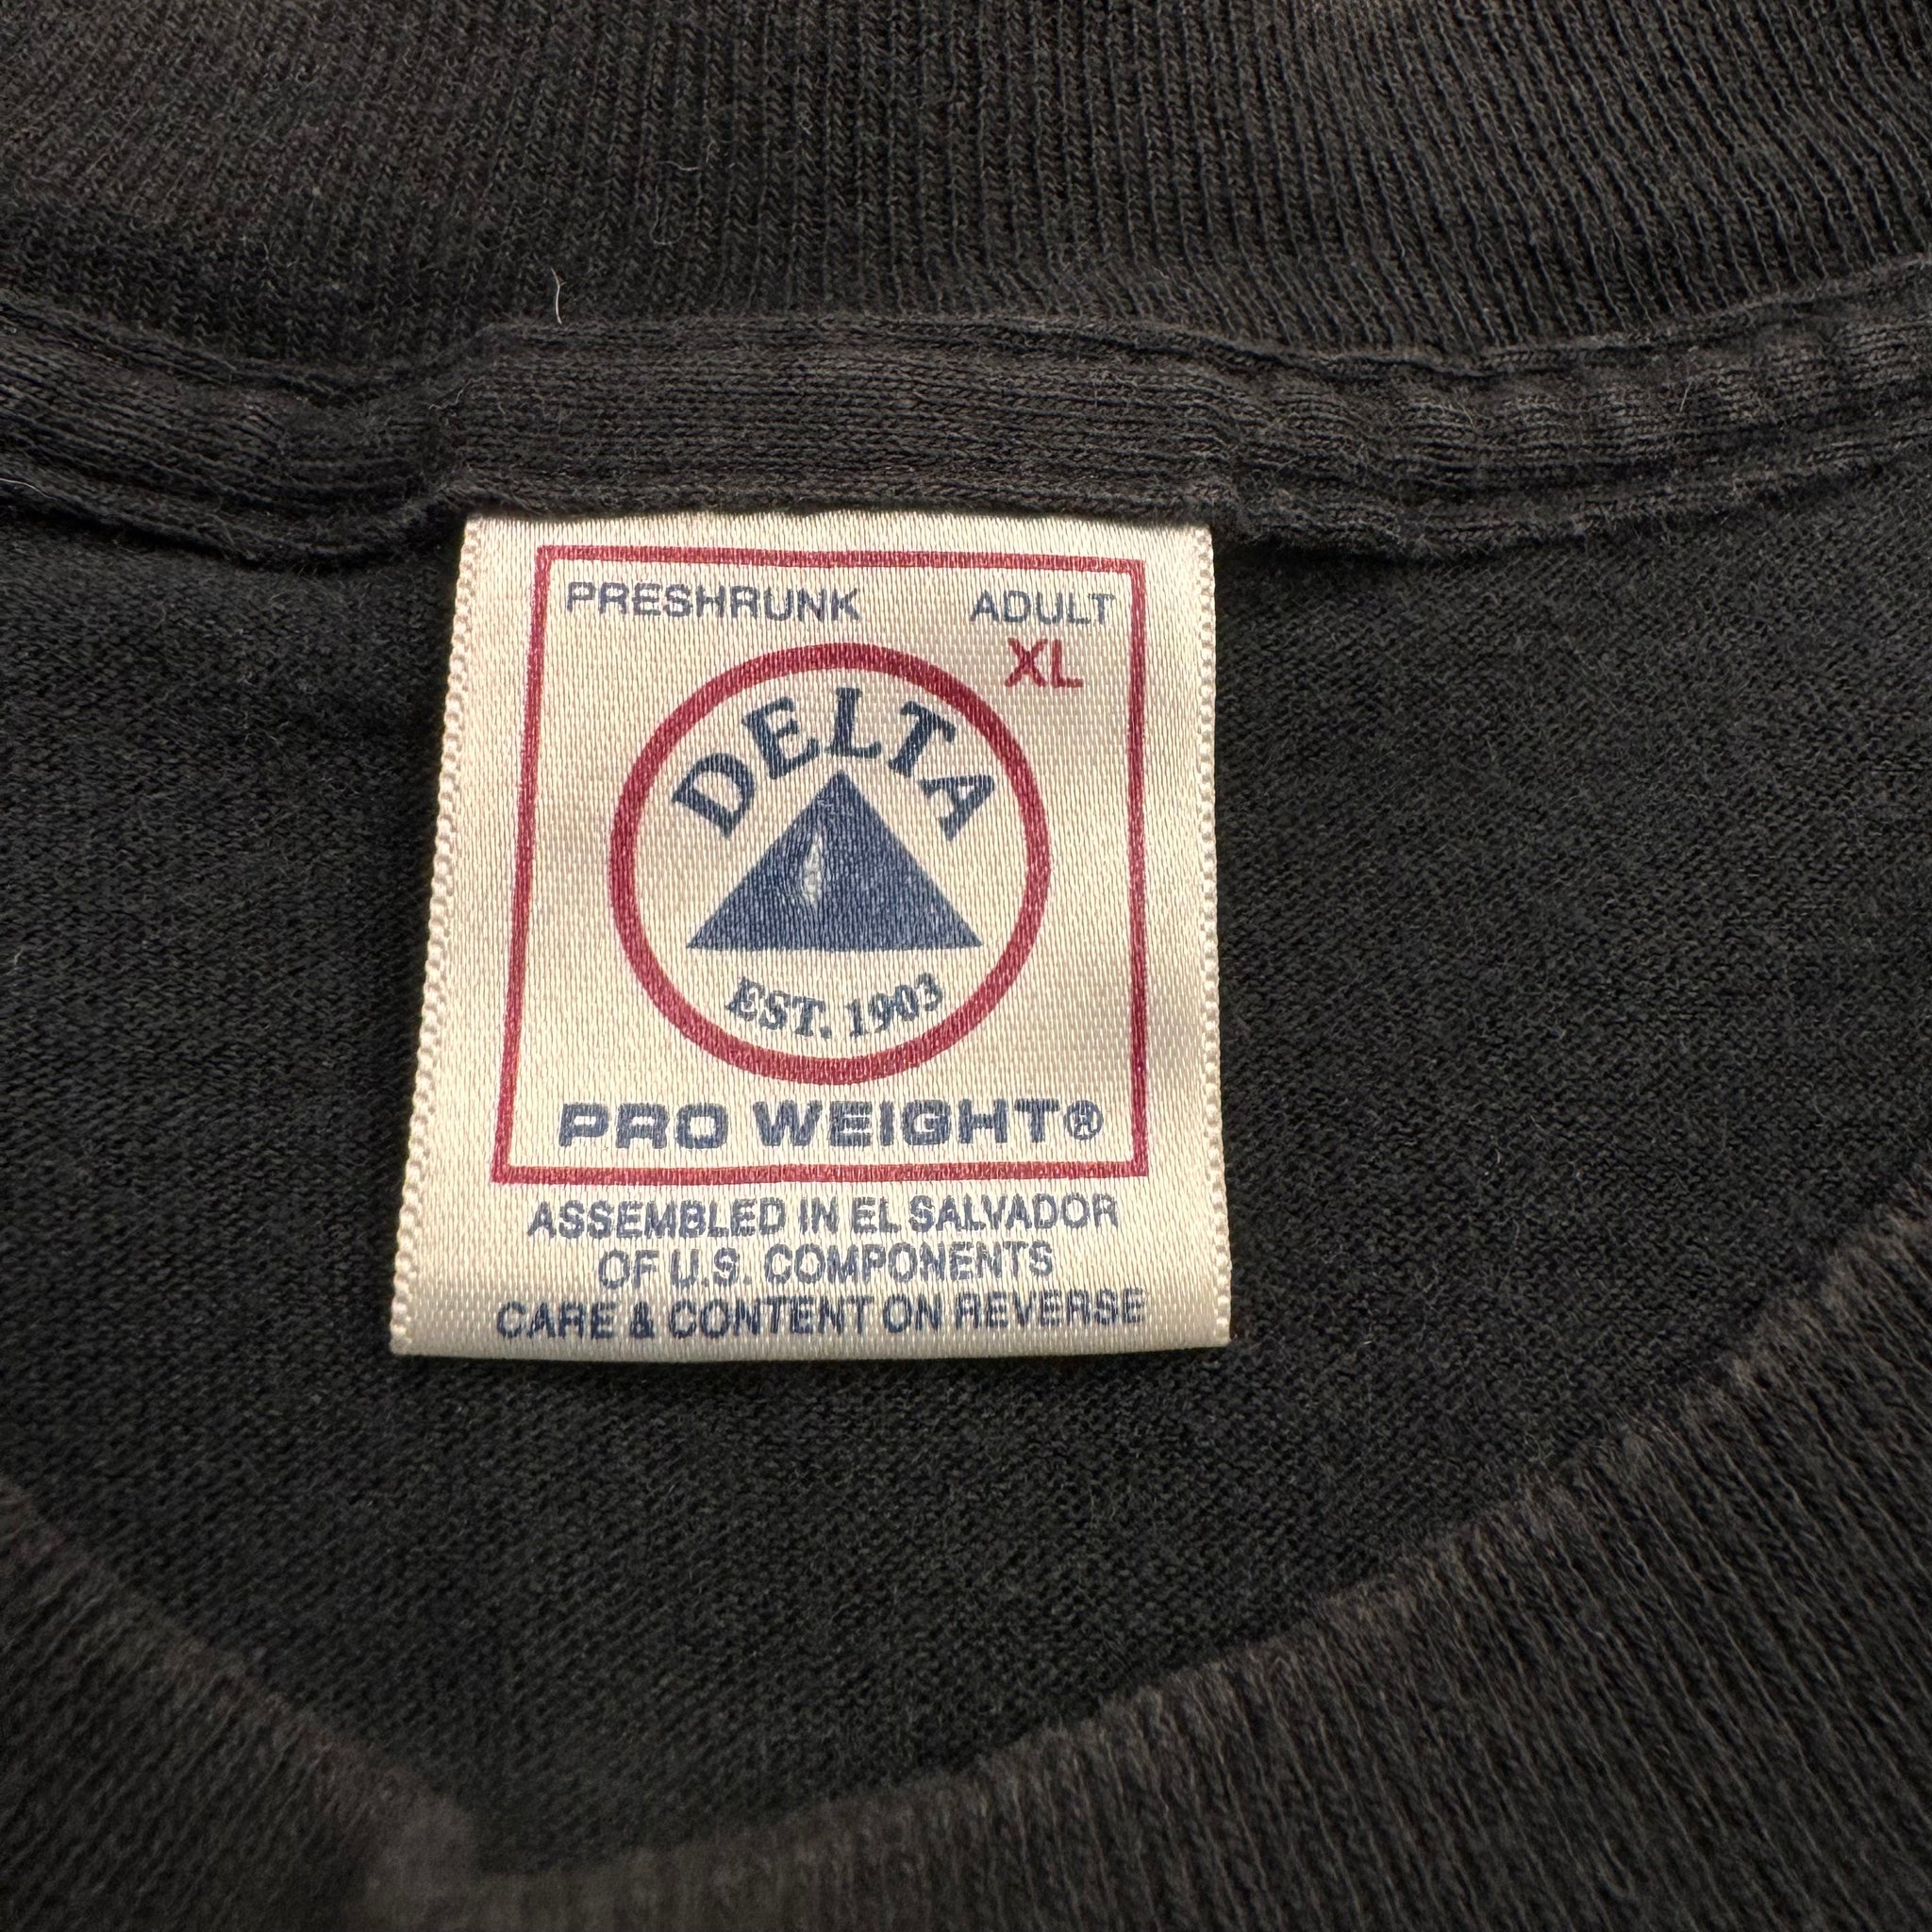 PRESHRUNK ADULT
XL
DELTA
EST. 1903
PRO WEIGHT®
ASSEMBLED IN EL SALVADOR
OF U.S. COMPONENTS
CARE & CONTENT ON REVERSE